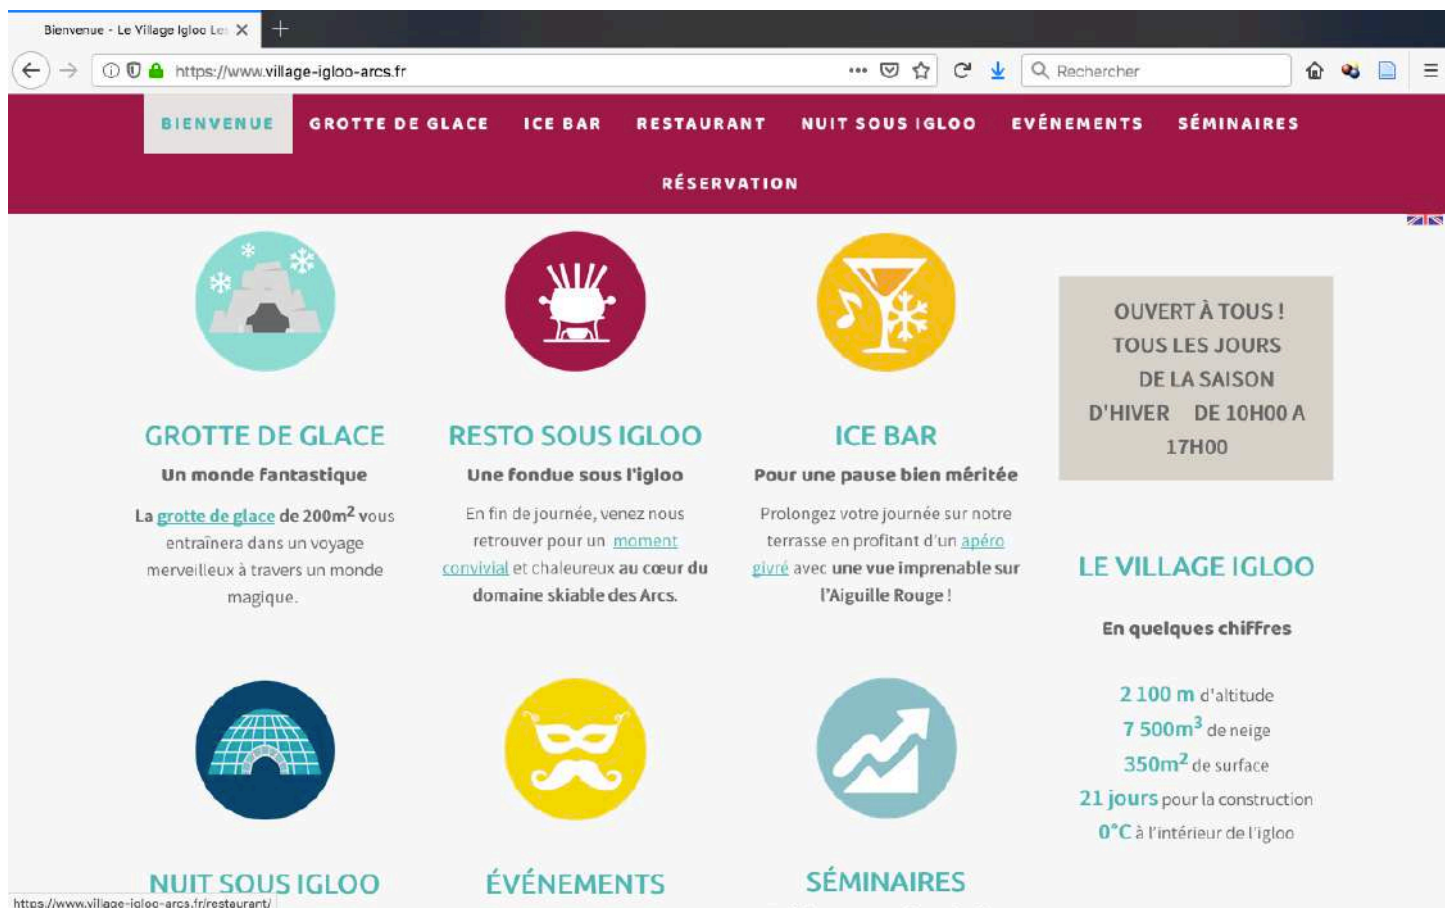 Bienvenue - Le Village Igloo Les
https://www.village-igloo-arcs.fr
Rechercher
BIENVENUE GROTTE DE GLACE ICE BAR RESTAURANT NUIT SOUS IGLOO EVÉNEMENTS SÉMINAIRES
RÉSERVATION
GROTTE DE GLACE
Un monde fantastique
La grotte de glace de 200m² vous
entraînera dans un voyage
merveilleux à travers un monde
magique.
RESTO SOUS IGLOO
Une fondue sous l'igloo
En fin de journée, venez nous
retrouver pour un moment
convivial et chaleureux au cœur du
domaine skiable des Arcs.
ICE BAR
Pour une pause bien méritée
Prolongez votre journée sur notre
terrasse en profitant d'un apéro
givré avec une vue imprenable sur
l'Aiguille Rouge !
OUVERT À TOUS !
TOUS LES JOURS
DE LA SAISON
D'HIVER DE 10H00 A
17H00
LE VILLAGE IGLOO
En quelques chiffres
2 100 m d'altitude
7 500m³ de neige
350m² de surface
21 jours pour la construction
0°C à l'intérieur de l'igloo
NUIT SOUS IGLOO
ÉVÉNEMENTS
SÉMINAIRES
https://www.village-igloo-arcs.fr/restaurant/